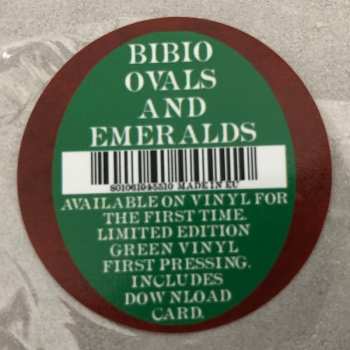 BIBIO
OVALS
AND
EMERALDS
MADE IN EU
AVAILABLE ON VINYL FOR
THE FIRST TIME.
LIMITED EDITION
GREEN VINYL
FIRST PRESSING.
INCLUDES
DOWNLOAD
CARD.